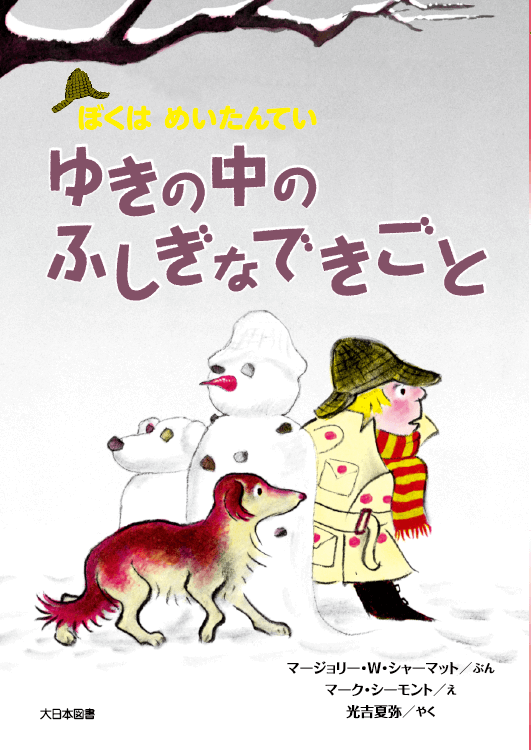 ぼくは めいたんてい
ゆきの中の
ふしぎなできごと
マージョリー・W・シャーマット／ぶん
マーク・シーモント／え
光吉夏弥／やく
大日本図書